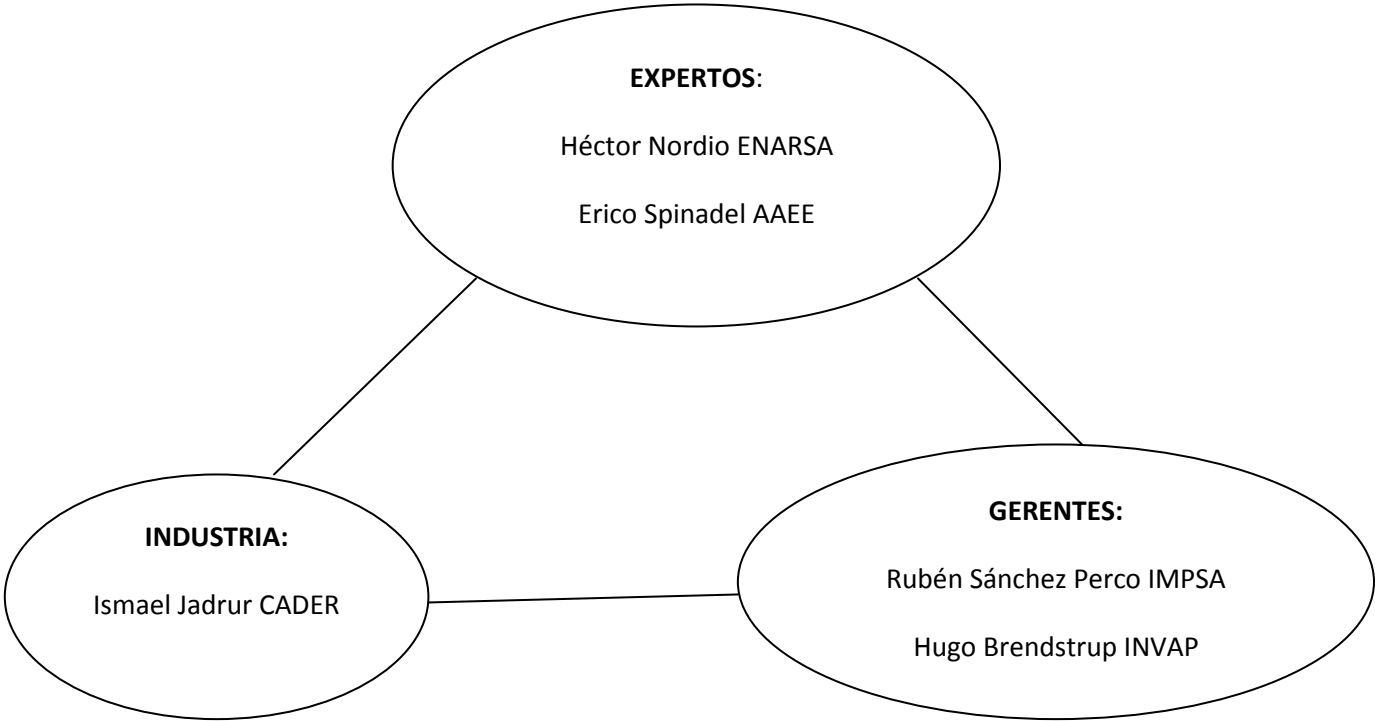 EXPERTOS:
Héctor Nordio ENARSA
Erico Spinadel AAEE
INDUSTRIA:
Ismael Jadrur CADER
GERENTES:
Rubén Sánchez Perco IMPSA
Hugo Brendstrup INVAP